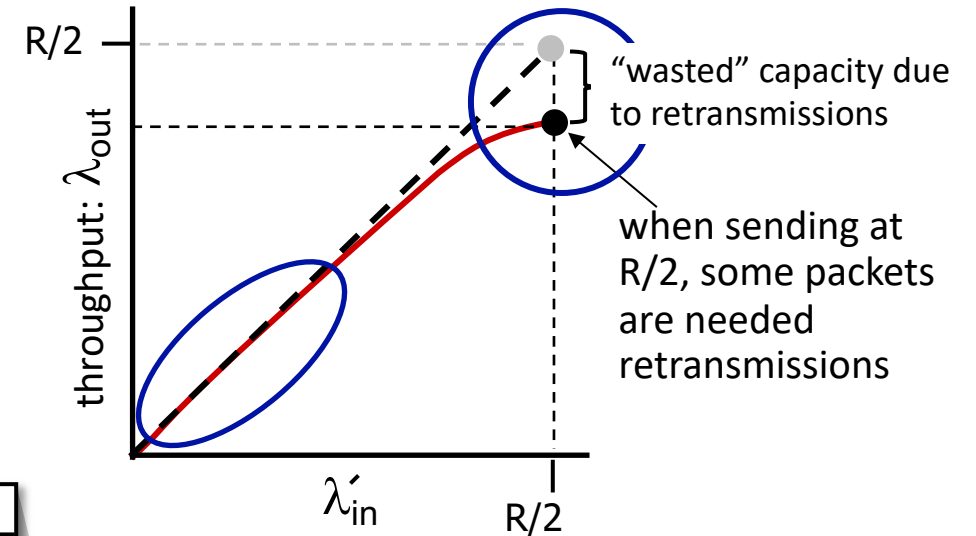 R/2
“wasted” capacity due
to retransmissions
throughput: λout
when sending at
R/2, some packets
are needed
retransmissions
λ′in
R/2